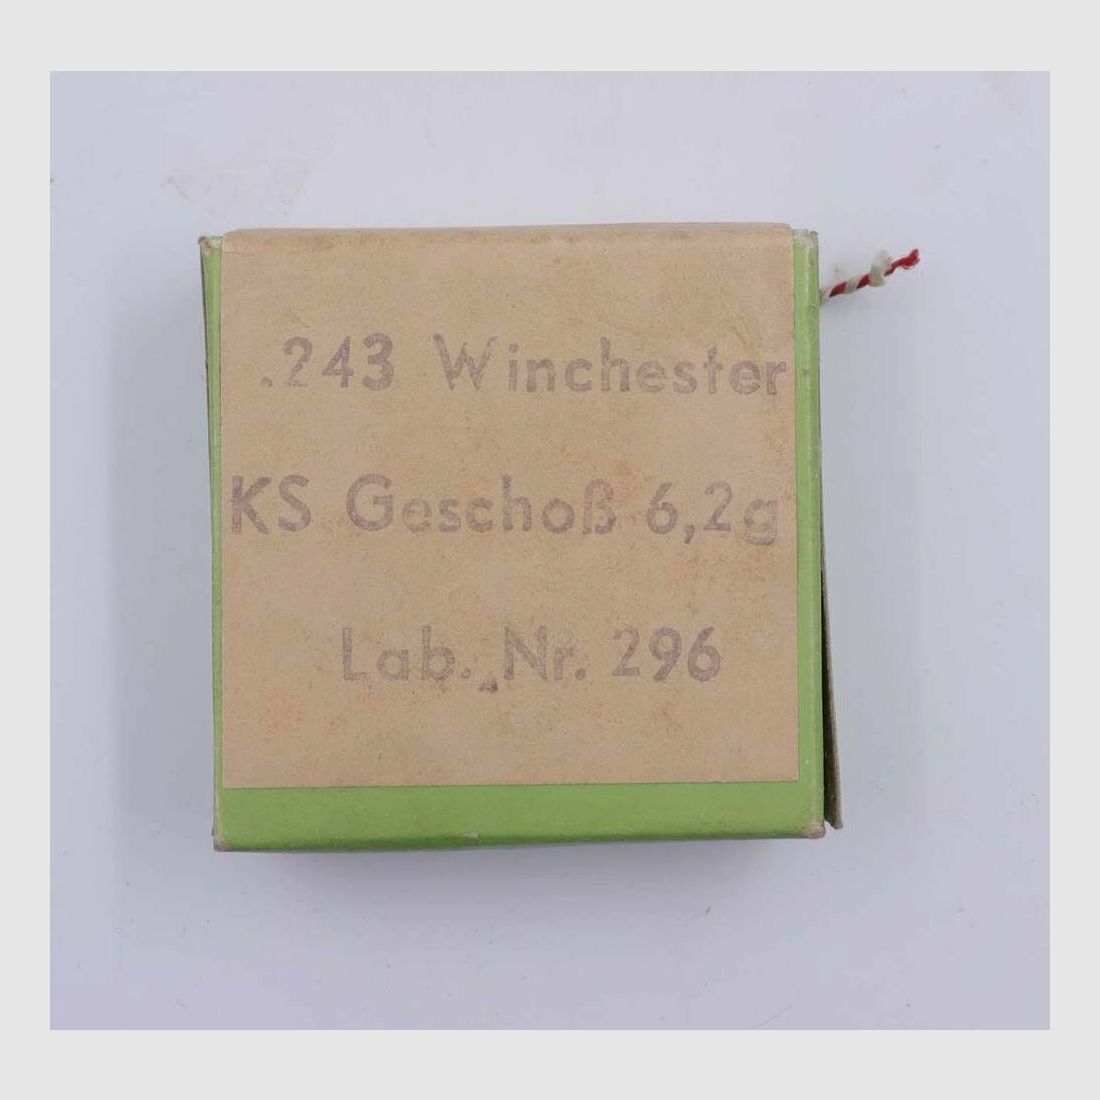 .243 Winchester
KS Geschoß 6,2g
Lab. Nr. 296